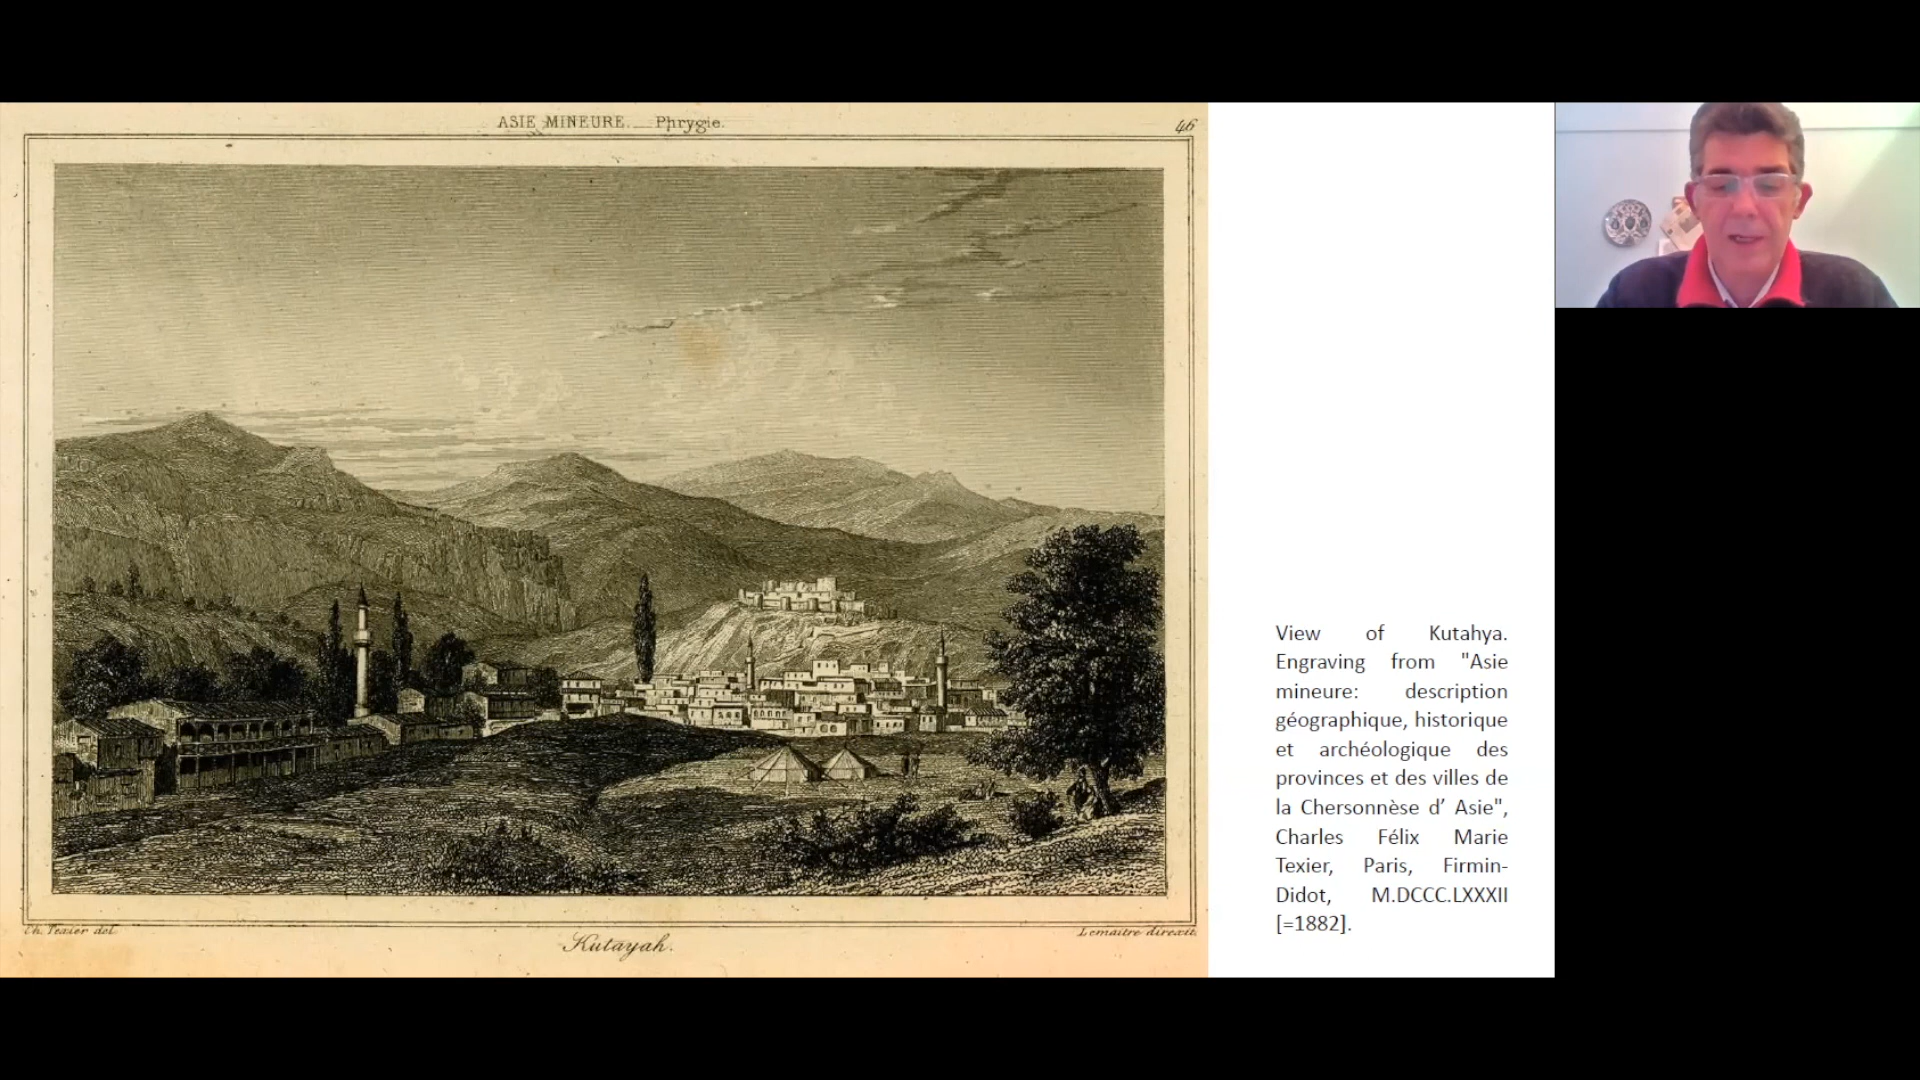 ASIE MINEURE. Phrygie.
46
Ch. Texier del.
Kutayah.
Lemaitre direxit.
View of Kutahya.
Engraving from "Asie
mineure: description
géographique, historique
et archéologique des
provinces et des villes de
la Chersonnèse d’ Asie",
Charles Félix Marie
Texier, Paris, Firmin-
Didot, M.DCCC.LXXXII
[=1882].